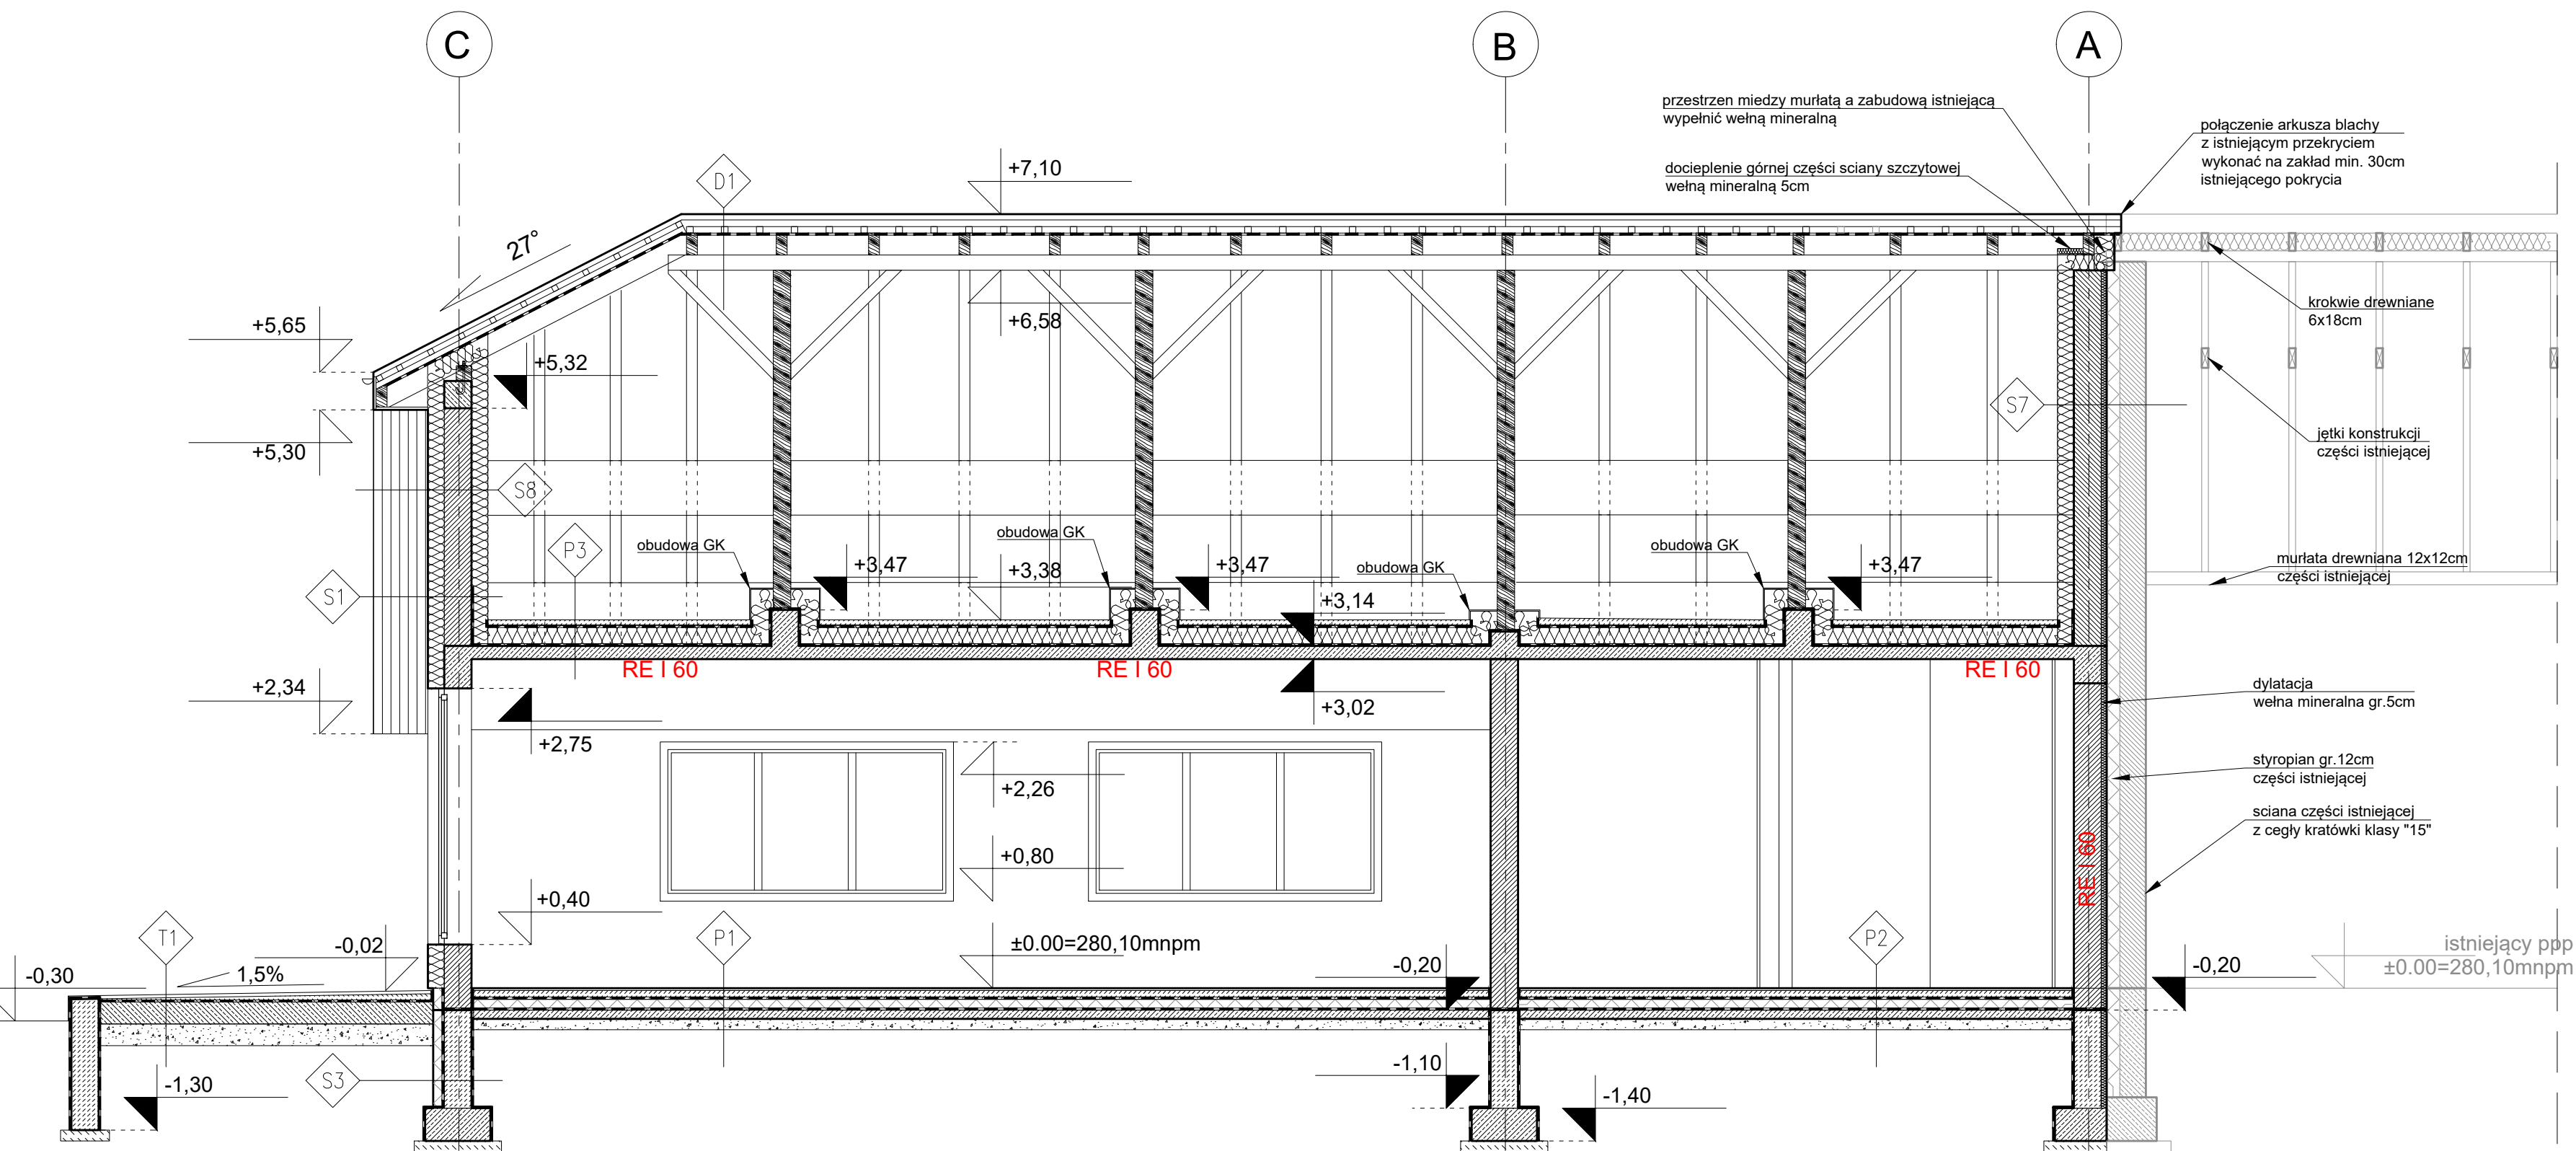 C
B
A
przestrzen miedzy murłatą a zabudową istniejącą
wypełnić wełną mineralną
połączenie arkusza blachy
z istniejącym przekryciem
wykonać na zakład min. 30cm
istniejącego pokrycia
docieplenie górnej części sciany szczytowej
wełną mineralną 5cm
D1
+7,10
27°
+6,58
krokwie drewniane
6x18cm
+5,65
+5,32
S7
+5,30
jętki konstrukcji
części istniejącej
S8
P3
obudowa GK
obudowa GK
obudowa GK
obudowa GK
+3,47
+3,38
+3,47
+3,47
murłata drewniana 12x12cm
części istniejącej
S1
+3,14
RE I 60
RE I 60
RE I 60
+2,34
+3,02
dylatacja
wełna mineralna gr.5cm
+2,75
+2,26
styropian gr.12cm
części istniejącej
sciana części istniejącej
z cegły kratówki klasy "15"
+0,80
RE I 60
+0,40
T1
-0,02
P1
±0.00=280,10mnpm
P2
istniejący ppp
±0.00=280,10mnpm
-0,30
1,5%
-0,20
-0,20
S3
-1,30
-1,10
-1,40